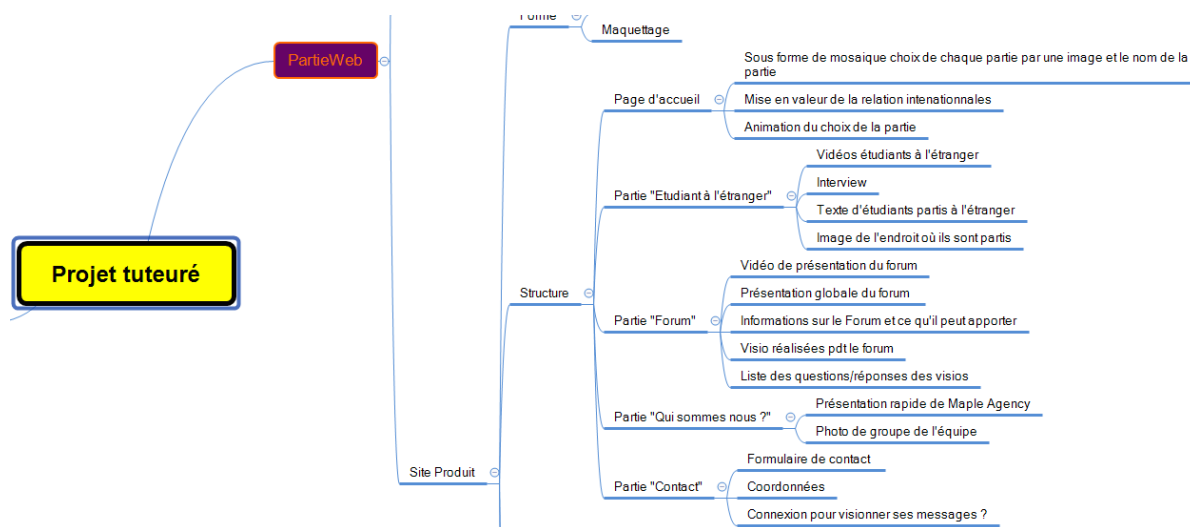 Forme
Maquettage
PartieWeb
Sous forme de mosaique choix de chaque partie par une image et le nom de la
partie
Page d'accueil
Mise en valeur de la relation intenationnales
Animation du choix de la partie
Vidéos étudiants à l'étranger
Interview
Partie "Etudiant à l'étranger"
Texte d'étudiants partis à l'étranger
Image de l'endroit où ils sont partis
Projet tuteuré
Vidéo de présentation du forum
Structure
Présentation globale du forum
Partie "Forum"
Informations sur le Forum et ce qu'il peut apporter
Visio réalisées pdt le forum
Liste des questions/réponses des visios
Présentation rapide de Maple Agency
Partie "Qui sommes nous ?"
Photo de groupe de l'équipe
Formulaire de contact
Site Produit
Partie "Contact"
Coordonnées
Connexion pour visionner ses messages ?